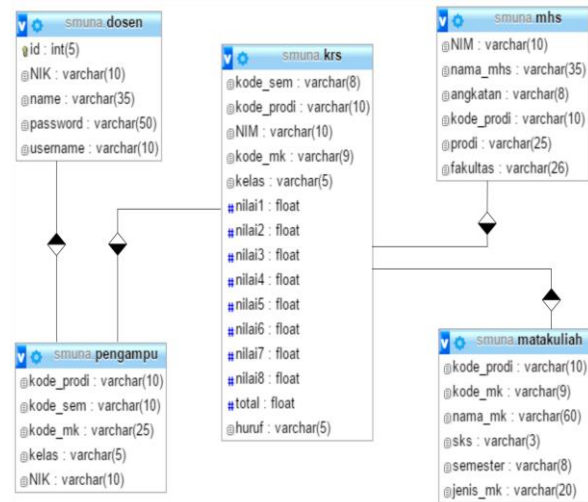 smuna.dosen
id : int(5)
NIK : varchar(10)
name : varchar(35)
password : varchar(50)
username : varchar(10)
smuna.krs
kode_sem : varchar(8)
kode_prodi : varchar(10)
NIM : varchar(10)
kode_mk : varchar(9)
kelas : varchar(5)
#nilai1 : float
#nilai2 : float
#nilai3 : float
#nilai4 : float
#nilai5 : float
#nilai6 : float
#nilai7 : float
#nilai8 : float
#total : float
huruf : varchar(5)
smuna.mhs
NIM : varchar(10)
nama_mhs : varchar(35)
angkatan : varchar(8)
kode_prodi : varchar(10)
prodi : varchar(25)
fakultas : varchar(26)
smuna.pengampu
kode_prodi : varchar(10)
kode_sem : varchar(10)
kode_mk : varchar(25)
kelas : varchar(5)
NIK : varchar(10)
smuna.matakuliah
kode_prodi : varchar(10)
kode_mk : varchar(9)
nama_mk : varchar(60)
sks : varchar(3)
semester : varchar(8)
jenis_mk : varchar(20)